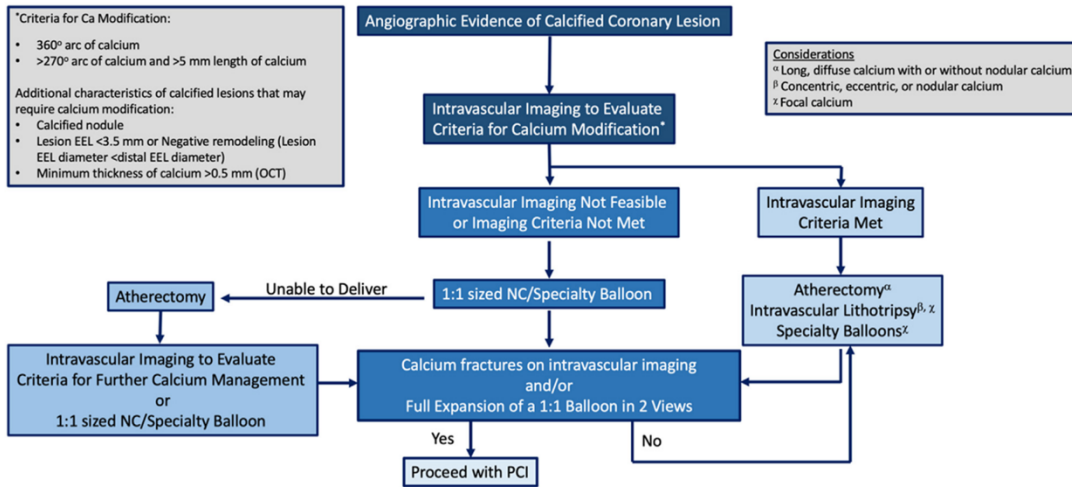 *Criteria for Ca Modification:
• 360° arc of calcium
• >270° arc of calcium and >5 mm length of calcium
Additional characteristics of calcified lesions that may
require calcium modification:
• Calcified nodule
• Lesion EEL <3.5 mm or Negative remodeling (Lesion
EEL diameter <distal EEL diameter)
• Minimum thickness of calcium >0.5 mm (OCT)
Angiographic Evidence of Calcified Coronary Lesion
Considerations
α Long, diffuse calcium with or without nodular calcium
β Concentric, eccentric, or nodular calcium
χ Focal calcium
Intravascular Imaging to Evaluate
Criteria for Calcium Modification*
Intravascular Imaging Not Feasible
or Imaging Criteria Not Met
Intravascular Imaging
Criteria Met
Atherectomy
Unable to Deliver
1:1 sized NC/Specialty Balloon
Atherectomyα
Intravascular Lithotripsyβ, χ
Specialty Balloonsχ
Intravascular Imaging to Evaluate
Criteria for Further Calcium Management
or
1:1 sized NC/Specialty Balloon
Calcium fractures on intravascular imaging
and/or
Full Expansion of a 1:1 Balloon in 2 Views
Yes
No
Proceed with PCI